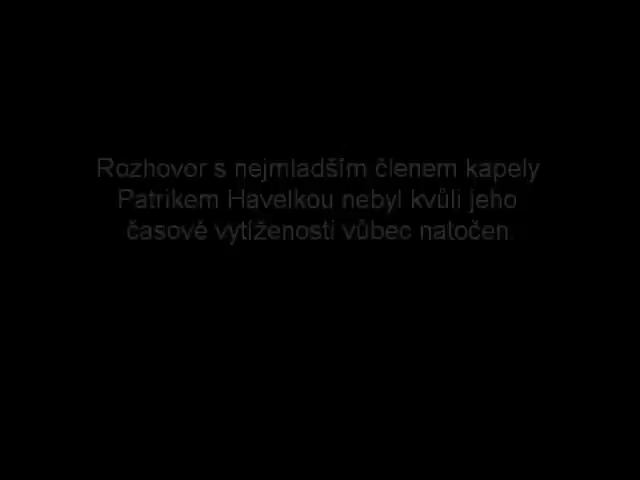 Rozhovor s nejmladším členem kapely
Patrikem Havelkou nebyl kvůli jeho
časové vytíženosti vůbec natočen.